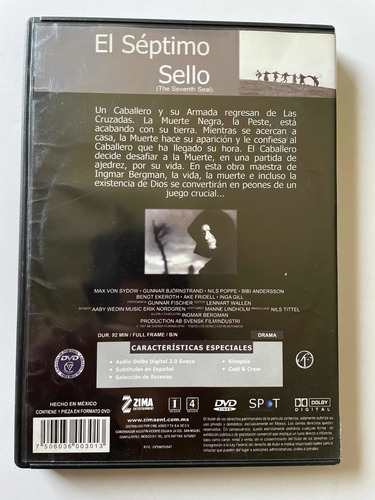 El Séptimo
Sello
(The Seventh Seal)
Un Caballero y su Armada regresan de Las
Cruzadas. La Muerte Negra, la Peste, está
acabando con su tierra. Mientras se acercan a
casa, la Muerte hace su aparición y le confiesa al
Caballero que ha llegado su hora. El Caballero
decide desafiar a la Muerte, en una partida de
ajedrez, por su vida. En esta obra maestra de
Ingmar Bergman, la vida, la muerte e incluso la
existencia de Dios se convertirán en peones de un
juego crucial...
MAX VON SYDOW · GUNNAR BJÖRNSTRAND · NILS POPPE · BIBI ANDERSSON
BENGT EKEROTH · ÅKE FRIDELL · INGA GILL
GUNNAR FISCHER LENNART WALLÉN
AABY WEDIN MUSIC ERIK NORDGREN MANNE LINDHOLM NILS TITTEL
INGMAR BERGMAN
PRODUCTION AB SVENSK FILMINDUSTRI
DUR. 92 MIN / FULL FRAME / B/N
DRAMA
CARACTERÍSTICAS ESPECIALES
Audio Dolby Digital 2.0 Sueco
Subtítulos en Español
Selección de Escenas
Sinopsis
Cast & Crew
DVD
HECHO EN MÉXICO
CONTIENE 1 PIEZA EN FORMATO DVD
7 506036 003013
ZIMA
ENTERTAINMENT
www.zimaent.com.mx
4
DVD
VIDEO
SPOT
DOLBY
DIGITAL